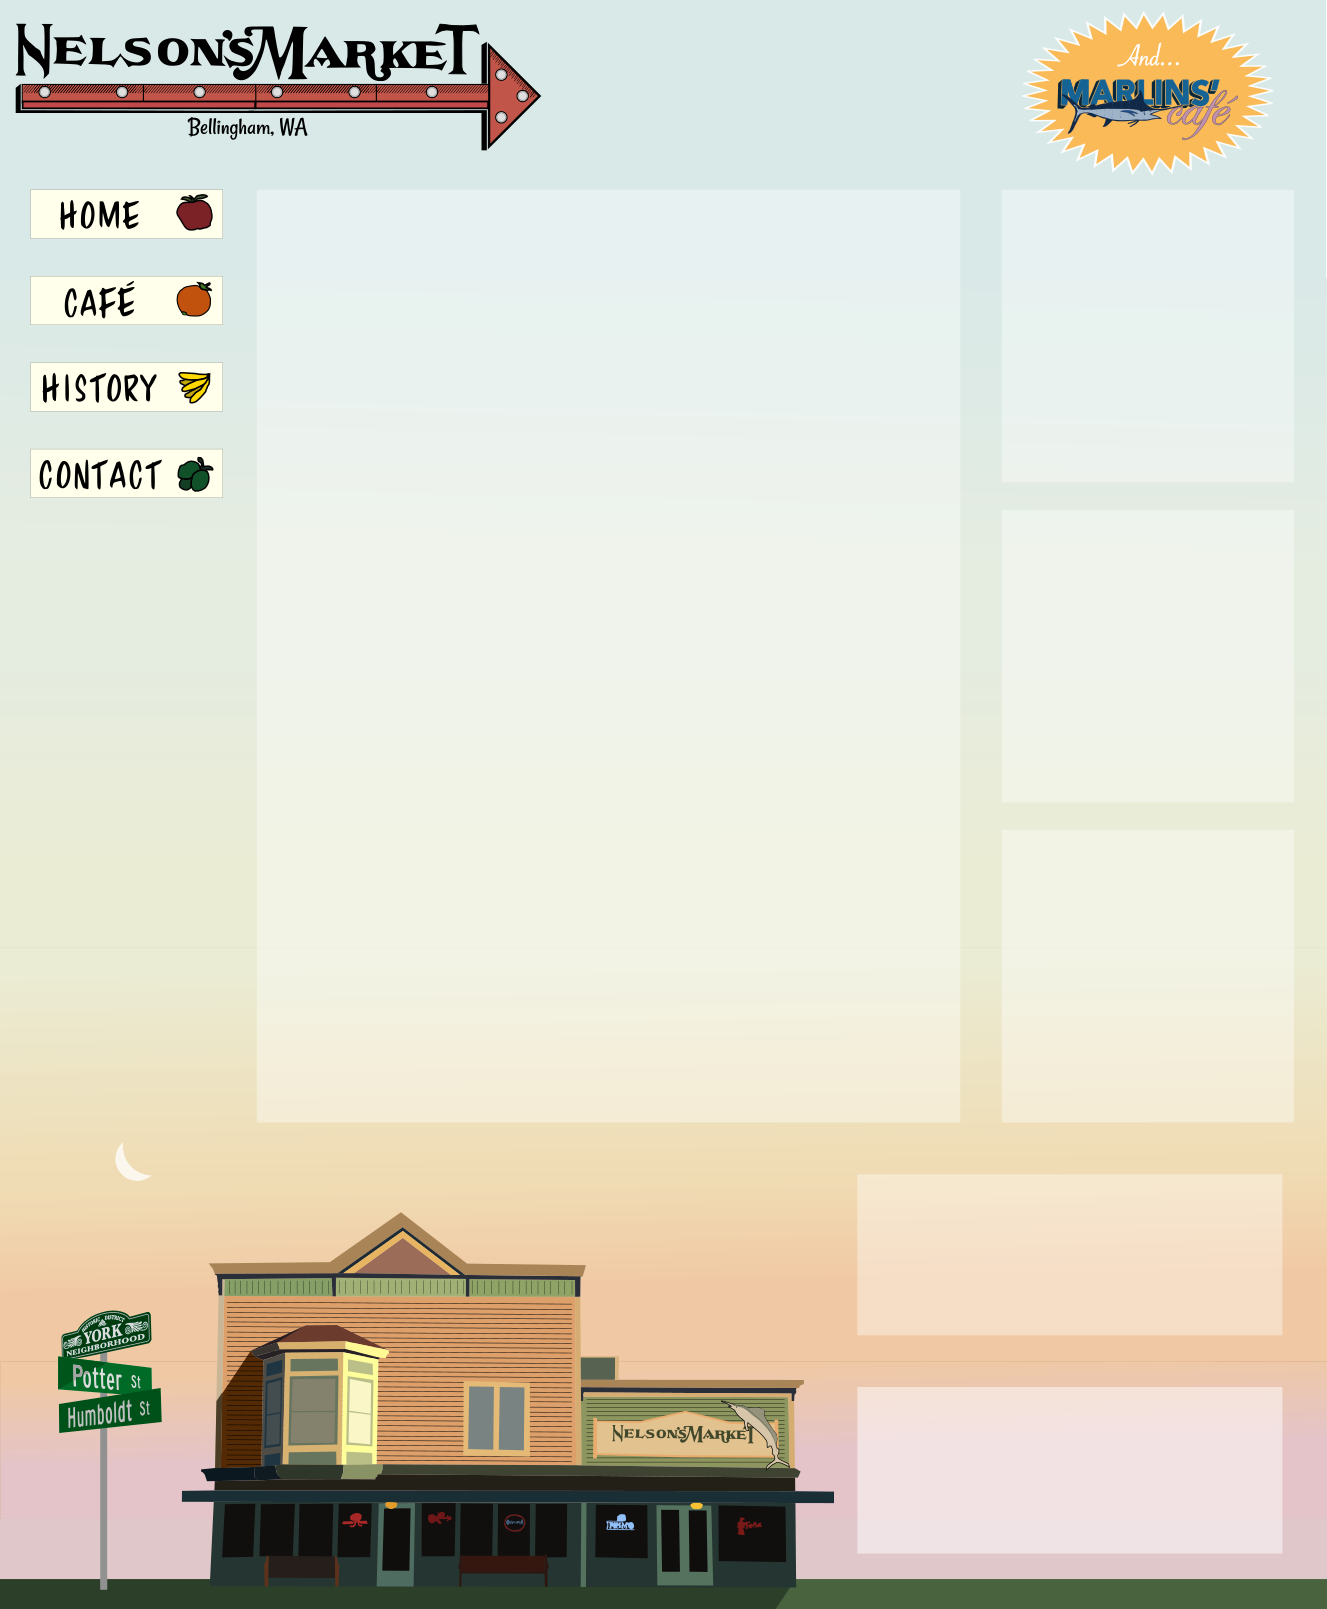 NELSON'S MARKET
Bellingham, WA
And...
MARLINS'
café
HOME
CAFÉ
HISTORY
CONTACT
HISTORIC DISTRICT
YORK
NEIGHBORHOOD
Potter St
Humboldt St
NELSON'S MARKET